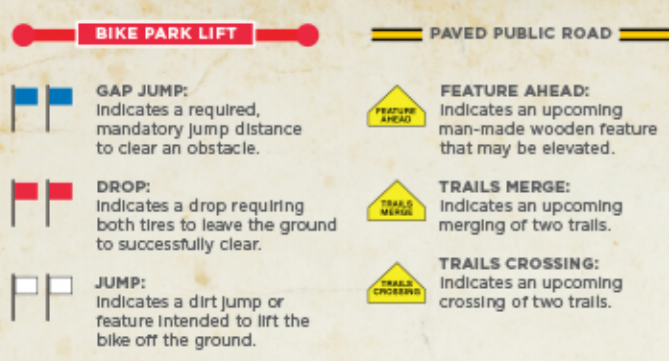 BIKE PARK LIFT
GAP JUMP:
Indicates a required,
mandatory jump distance
to clear an obstacle.
DROP:
Indicates a drop requiring
both tires to leave the ground
to successfully clear.
JUMP:
Indicates a dirt jump or
feature intended to lift the
bike off the ground.
PAVED PUBLIC ROAD
FEATURE
AHEAD
FEATURE AHEAD:
Indicates an upcoming
man-made wooden feature
that may be elevated.
TRAILS
MERGE
TRAILS MERGE:
Indicates an upcoming
merging of two trails.
TRAILS
CROSSING
TRAILS CROSSING:
Indicates an upcoming
crossing of two trails.